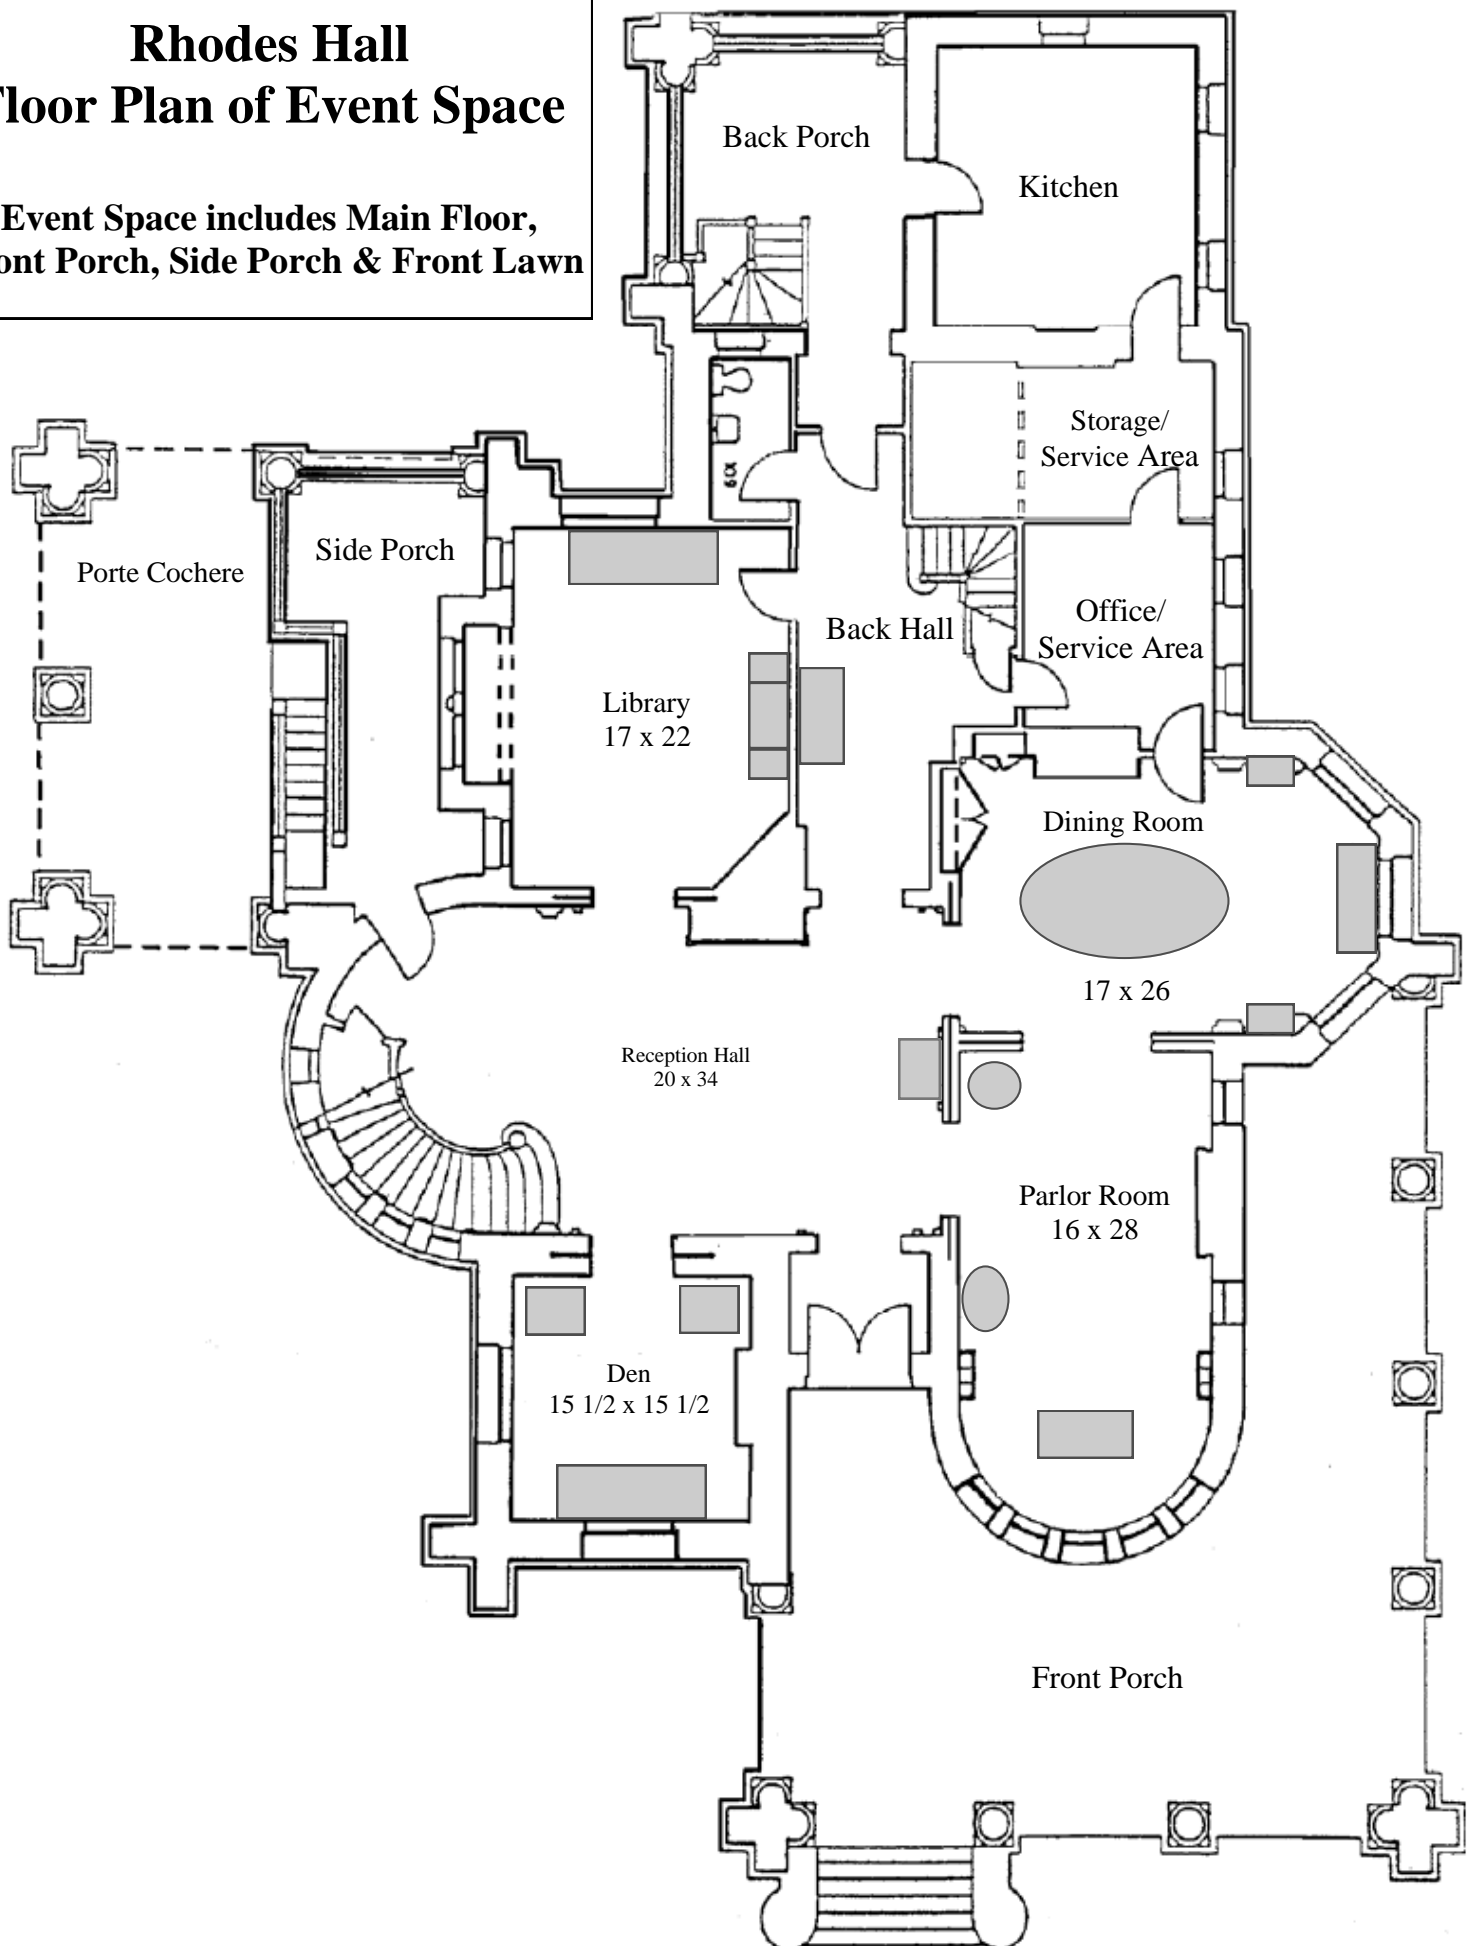 Rhodes Hall
Floor Plan of Event Space
Event Space includes Main Floor,
ont Porch, Side Porch & Front Lawn
Back Porch
Kitchen
Storage/
Service Area
Side Porch
Porte Cochere
Office/
Service Area
Back Hall
Library
17 x 22
Dining Room
17 x 26
Reception Hall
20 x 34
Parlor Room
16 x 28
Den
15 1/2 x 15 1/2
Front Porch